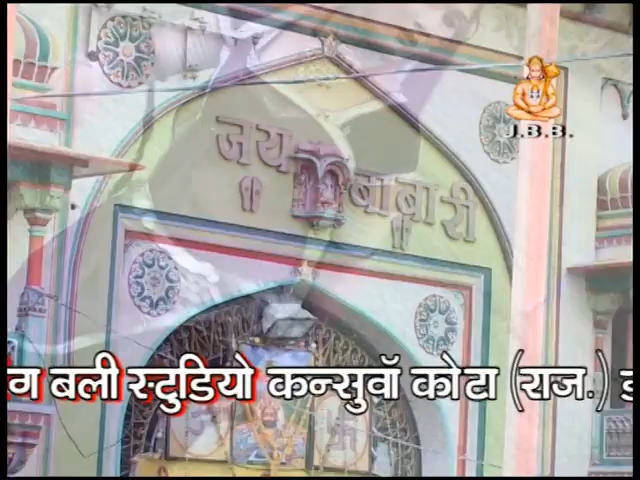 जय बाबारी
J.B.B.
ंग बली स्टुडियो कन्सुवॉ कोटा (राज.)